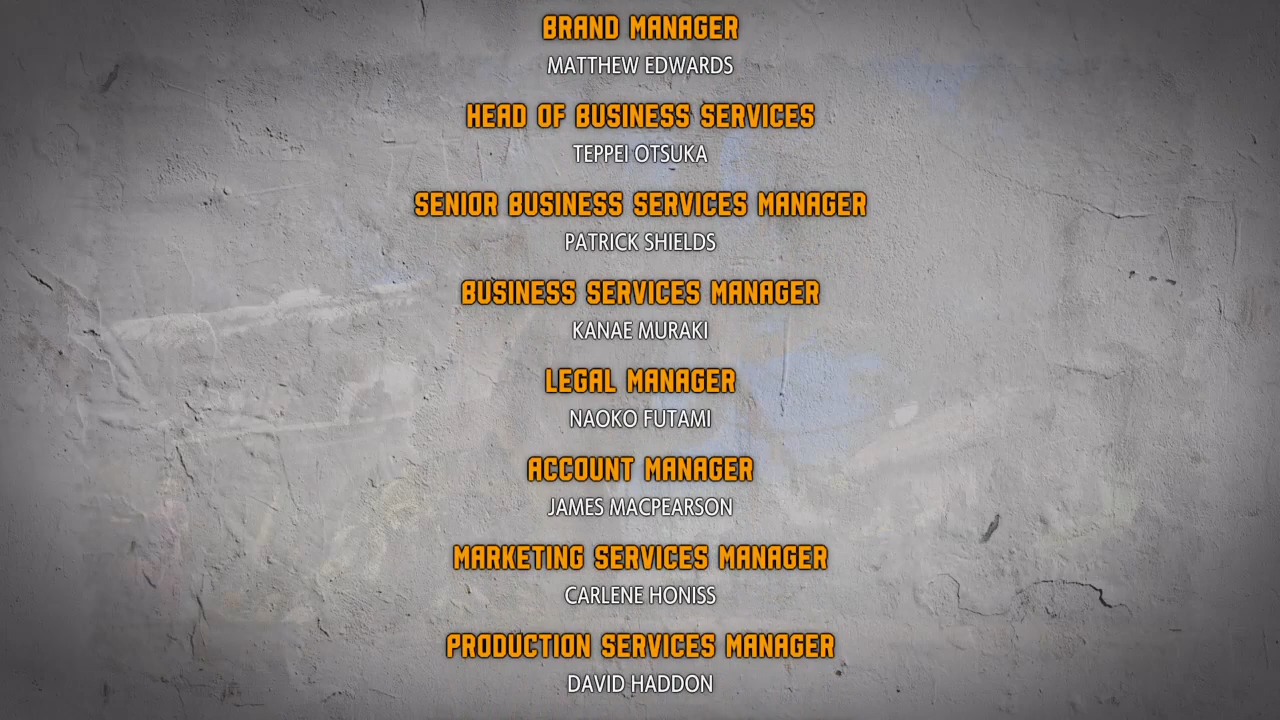 BRAND MANAGER
MATTHEW EDWARDS
HEAD OF BUSINESS SERVICES
TEPPEI OTSUKA
SENIOR BUSINESS SERVICES MANAGER
PATRICK SHIELDS
BUSINESS SERVICES MANAGER
KANAE MURAKI
LEGAL MANAGER
NAOKO FUTAMI
ACCOUNT MANAGER
JAMES MACPEARSON
MARKETING SERVICES MANAGER
CARLENE HONISS
PRODUCTION SERVICES MANAGER
DAVID HADDON